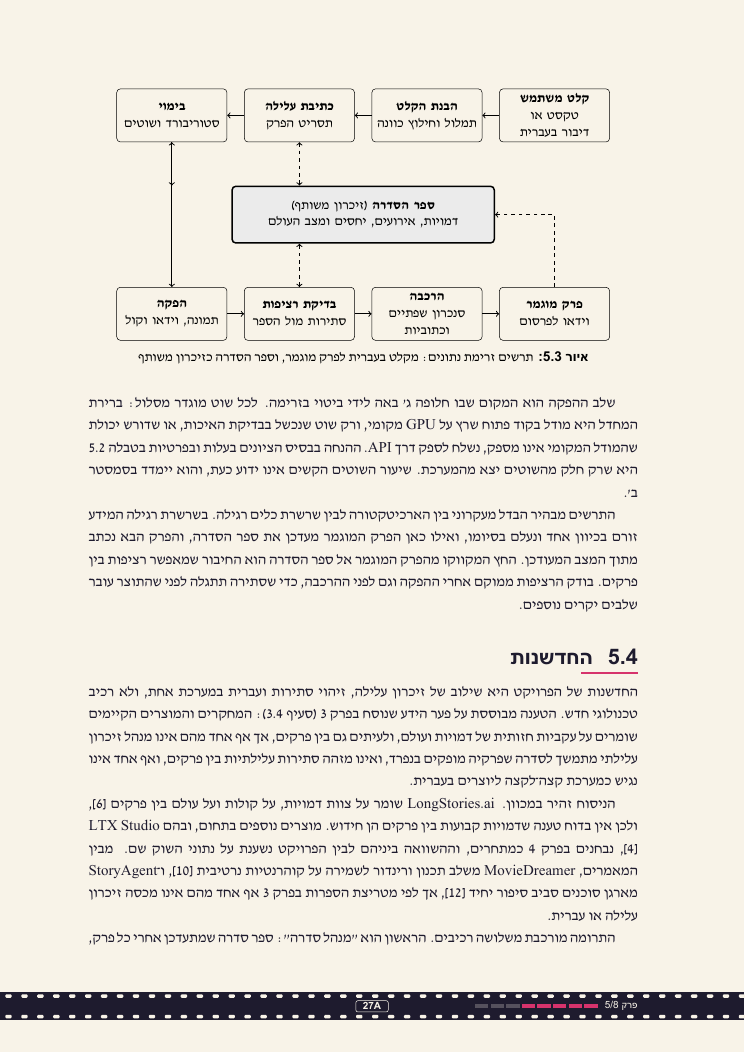 קלט משתמש
טקסט או
דיבור בעברית
הבנת הקלט
תמלול וחילוץ כוונה
כתיבת עלילה
תסריט הפרק
בימוי
סטוריבורד ושוטים
ספר הסדרה (זיכרון משותף)
דמויות, אירועים, יחסים ומצב העולם
הפקה
תמונה, וידאו וקול
בדיקת רציפות
סתירות מול הספר
הרכבה
סנכרון שפתיים
וכתוביות
פרק מוגמר
וידאו לפרסום
איור 5.3: תרשים זרימת נתונים: מקלט בעברית לפרק מוגמר, וספר הסדרה כזיכרון משותף
שלב ההפקה הוא המקום שבו חלופה ג׳ באה לידי ביטוי בזרימה. לכל שוט מוגדר מסלול: ברירת
המחדל היא מודל בקוד פתוח שרץ על GPU מקומי, ורק שוט שנכשל בבדיקת האיכות, או שדורש יכולת
שהמודל המקומי אינו מספק, נשלח לספק דרך API. ההנחה בבסיס הציונים בעלות ובפרטיות בטבלה 5.2
היא שרק חלק מהשוטים יצא מהמערכת. שיעור השוטים הקשים אינו ידוע כעת, והוא יימדד בסמסטר
ב׳.
התרשים מבהיר הבדל מעקרוני בין הארכיטקטורה לבין שרשרת כלים רגילה. בשרשרת רגילה המידע
זורם בכיוון אחד ונעלם בסיומו, ואילו כאן הפרק המוגמר מעדכן את ספר הסדרה, והפרק הבא נכתב
מתוך המצב המעודכן. החץ המקווקו מהפרק המוגמר אל ספר הסדרה הוא החיבור שמאפשר רציפות בין
פרקים. בודק הרציפות ממוקם אחרי ההפקה וגם לפני ההרכבה, כדי שסתירה תתגלה לפני שהתוצר עובר
שלבים יקרים נוספים.
5.4 החדשנות
החדשנות של הפרויקט היא שילוב של זיכרון עלילה, זיהוי סתירות ועברית במערכת אחת, ולא רכיב
טכנולוגי חדש. הטענה מבוססת על פער הידע שנוסח בפרק 3 (סעיף 3.4): המחקרים והמוצרים הקיימים
שומרים על עקביות חזותית של דמויות ועולם, ולעיתים גם בין פרקים, אך אף אחד מהם אינו מנהל זיכרון
עלילתי מתמשך לסדרה שפרקיה מופקים בנפרד, ואינו מזהה סתירות עלילתיות בין פרקים, ואף אחד אינו
נגיש כמערכת קצה־לקצה ליוצרים בעברית.
הניסוח זהיר במכוון. LongStories.ai שומר על צוות דמויות, על קולות ועל עולם בין פרקים [6],
ולכן אין בדוח טענה שדמויות קבועות בין פרקים הן חידוש. מוצרים נוספים בתחום, ובהם LTX Studio
[4], נבחנים בפרק 4 כמתחרים, וההשוואה ביניהם לבין הפרויקט נשענת על נתוני השוק שם. מבין
המאמרים, MovieDreamer משלב תכנון ורינדור לשמירה על קוהרנטיות נרטיבית [10], ו־StoryAgent
מארגן סוכנים סביב סיפור יחיד [12], אך לפי מטריצת הספרות בפרק 3 אף אחד מהם אינו מכסה זיכרון
עלילה או עברית.
התרומה מורכבת משלושה רכיבים. הראשון הוא ״מנהל סדרה״: ספר סדרה שמתעדכן אחרי כל פרק,
פרק 5/8
27A